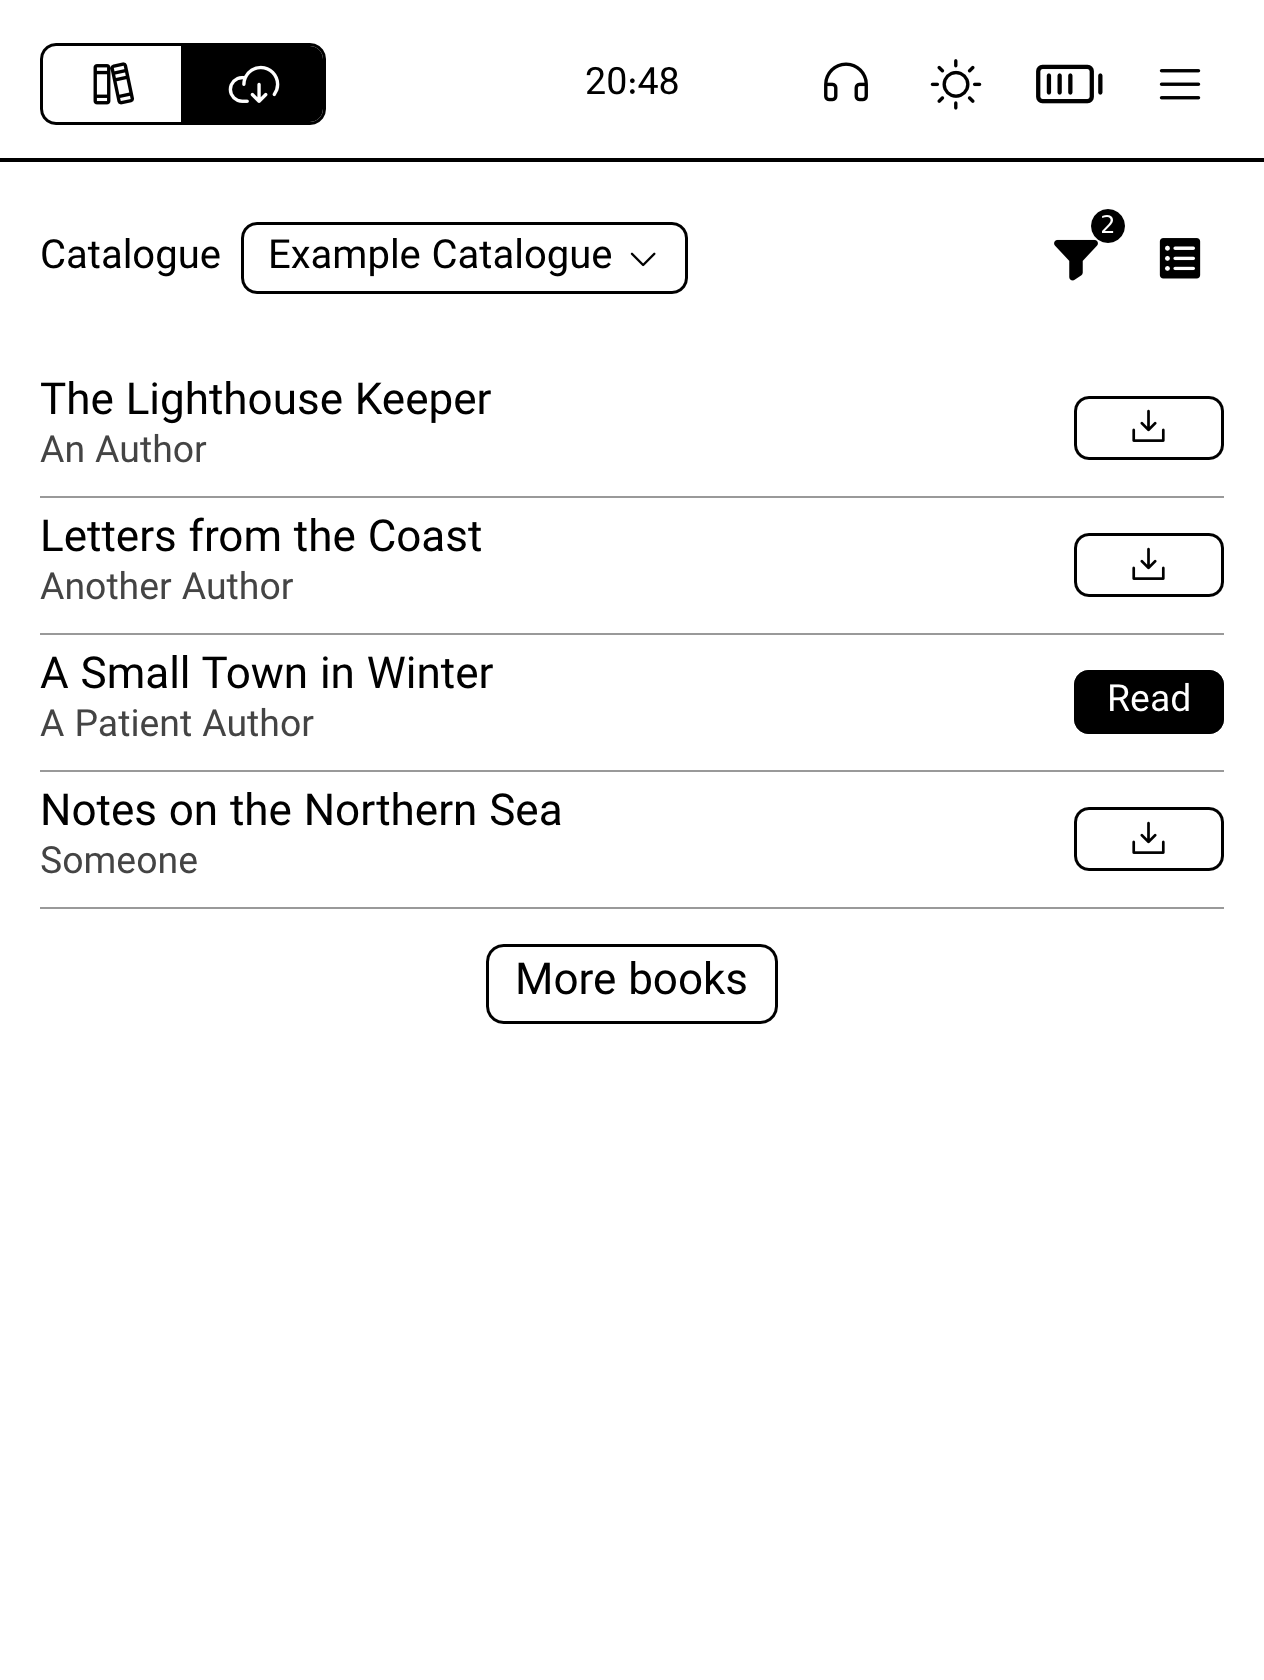 20:48
Catalogue Example Catalogue
2
The Lighthouse Keeper
An Author
Letters from the Coast
Another Author
A Small Town in Winter
A Patient Author
Read
Notes on the Northern Sea
Someone
More books